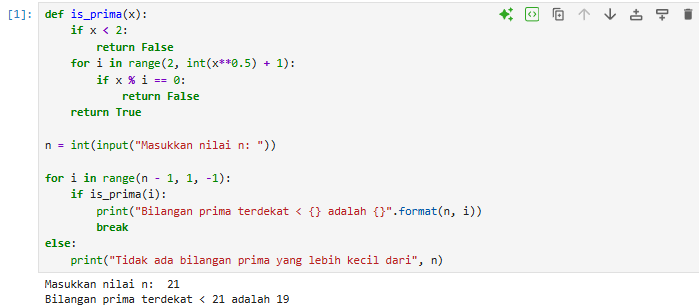 [1]: def is_prima(x):
    if x < 2:
        return False
    for i in range(2, int(x**0.5) + 1):
        if x % i == 0:
            return False
    return True

n = int(input("Masukkan nilai n: "))

for i in range(n - 1, 1, -1):
    if is_prima(i):
        print("Bilangan prima terdekat < {} adalah {}".format(n, i))
        break
else:
    print("Tidak ada bilangan prima yang lebih kecil dari", n)
Masukkan nilai n:  21
Bilangan prima terdekat < 21 adalah 19